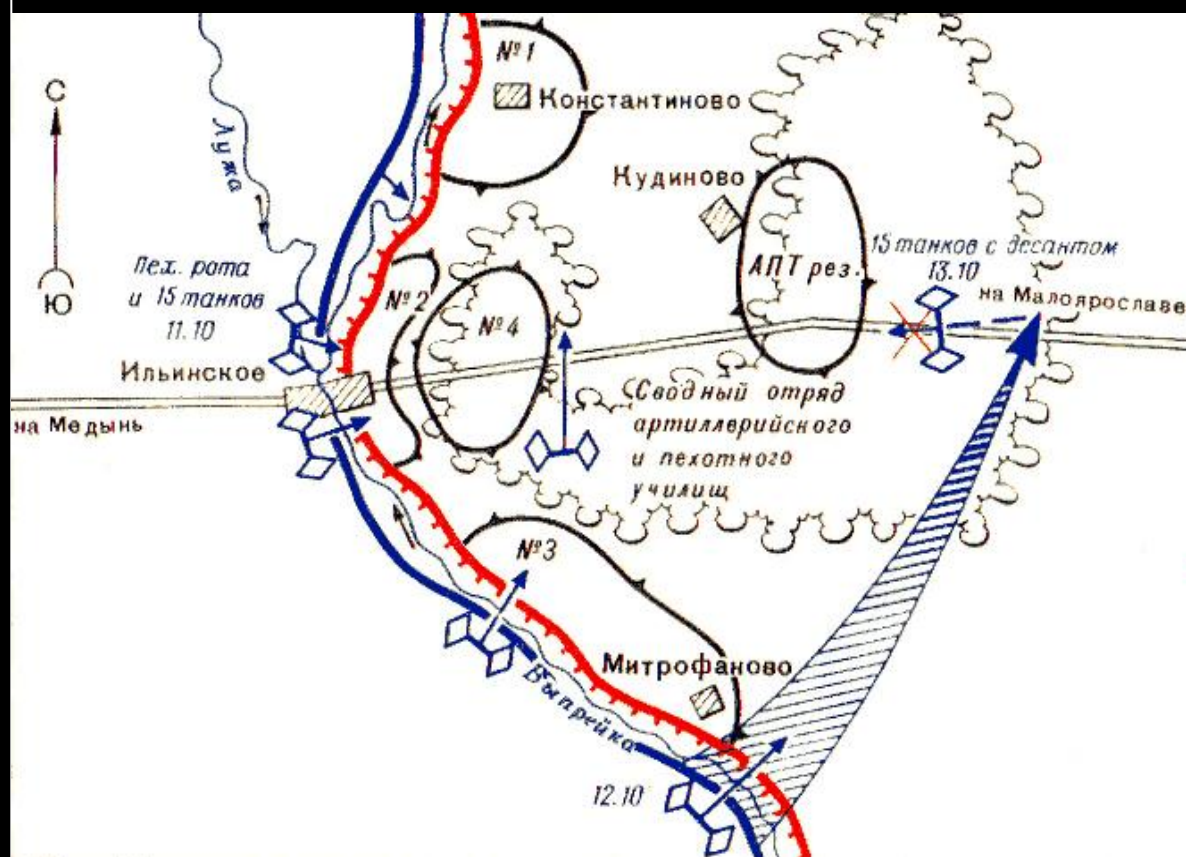 №1
Константиново
С
Ю
Лужа
Кудиново
15 танков с десантом
13.10
на Малоярославе
АПТ рез.
Пех. рота
и 15 танков
11.10
№2
№4
Ильинское
на Медынь
Сводный отряд
артиллерийского
и пехотного
училищ
№3
Митрофаново
Выпрейка
12.10